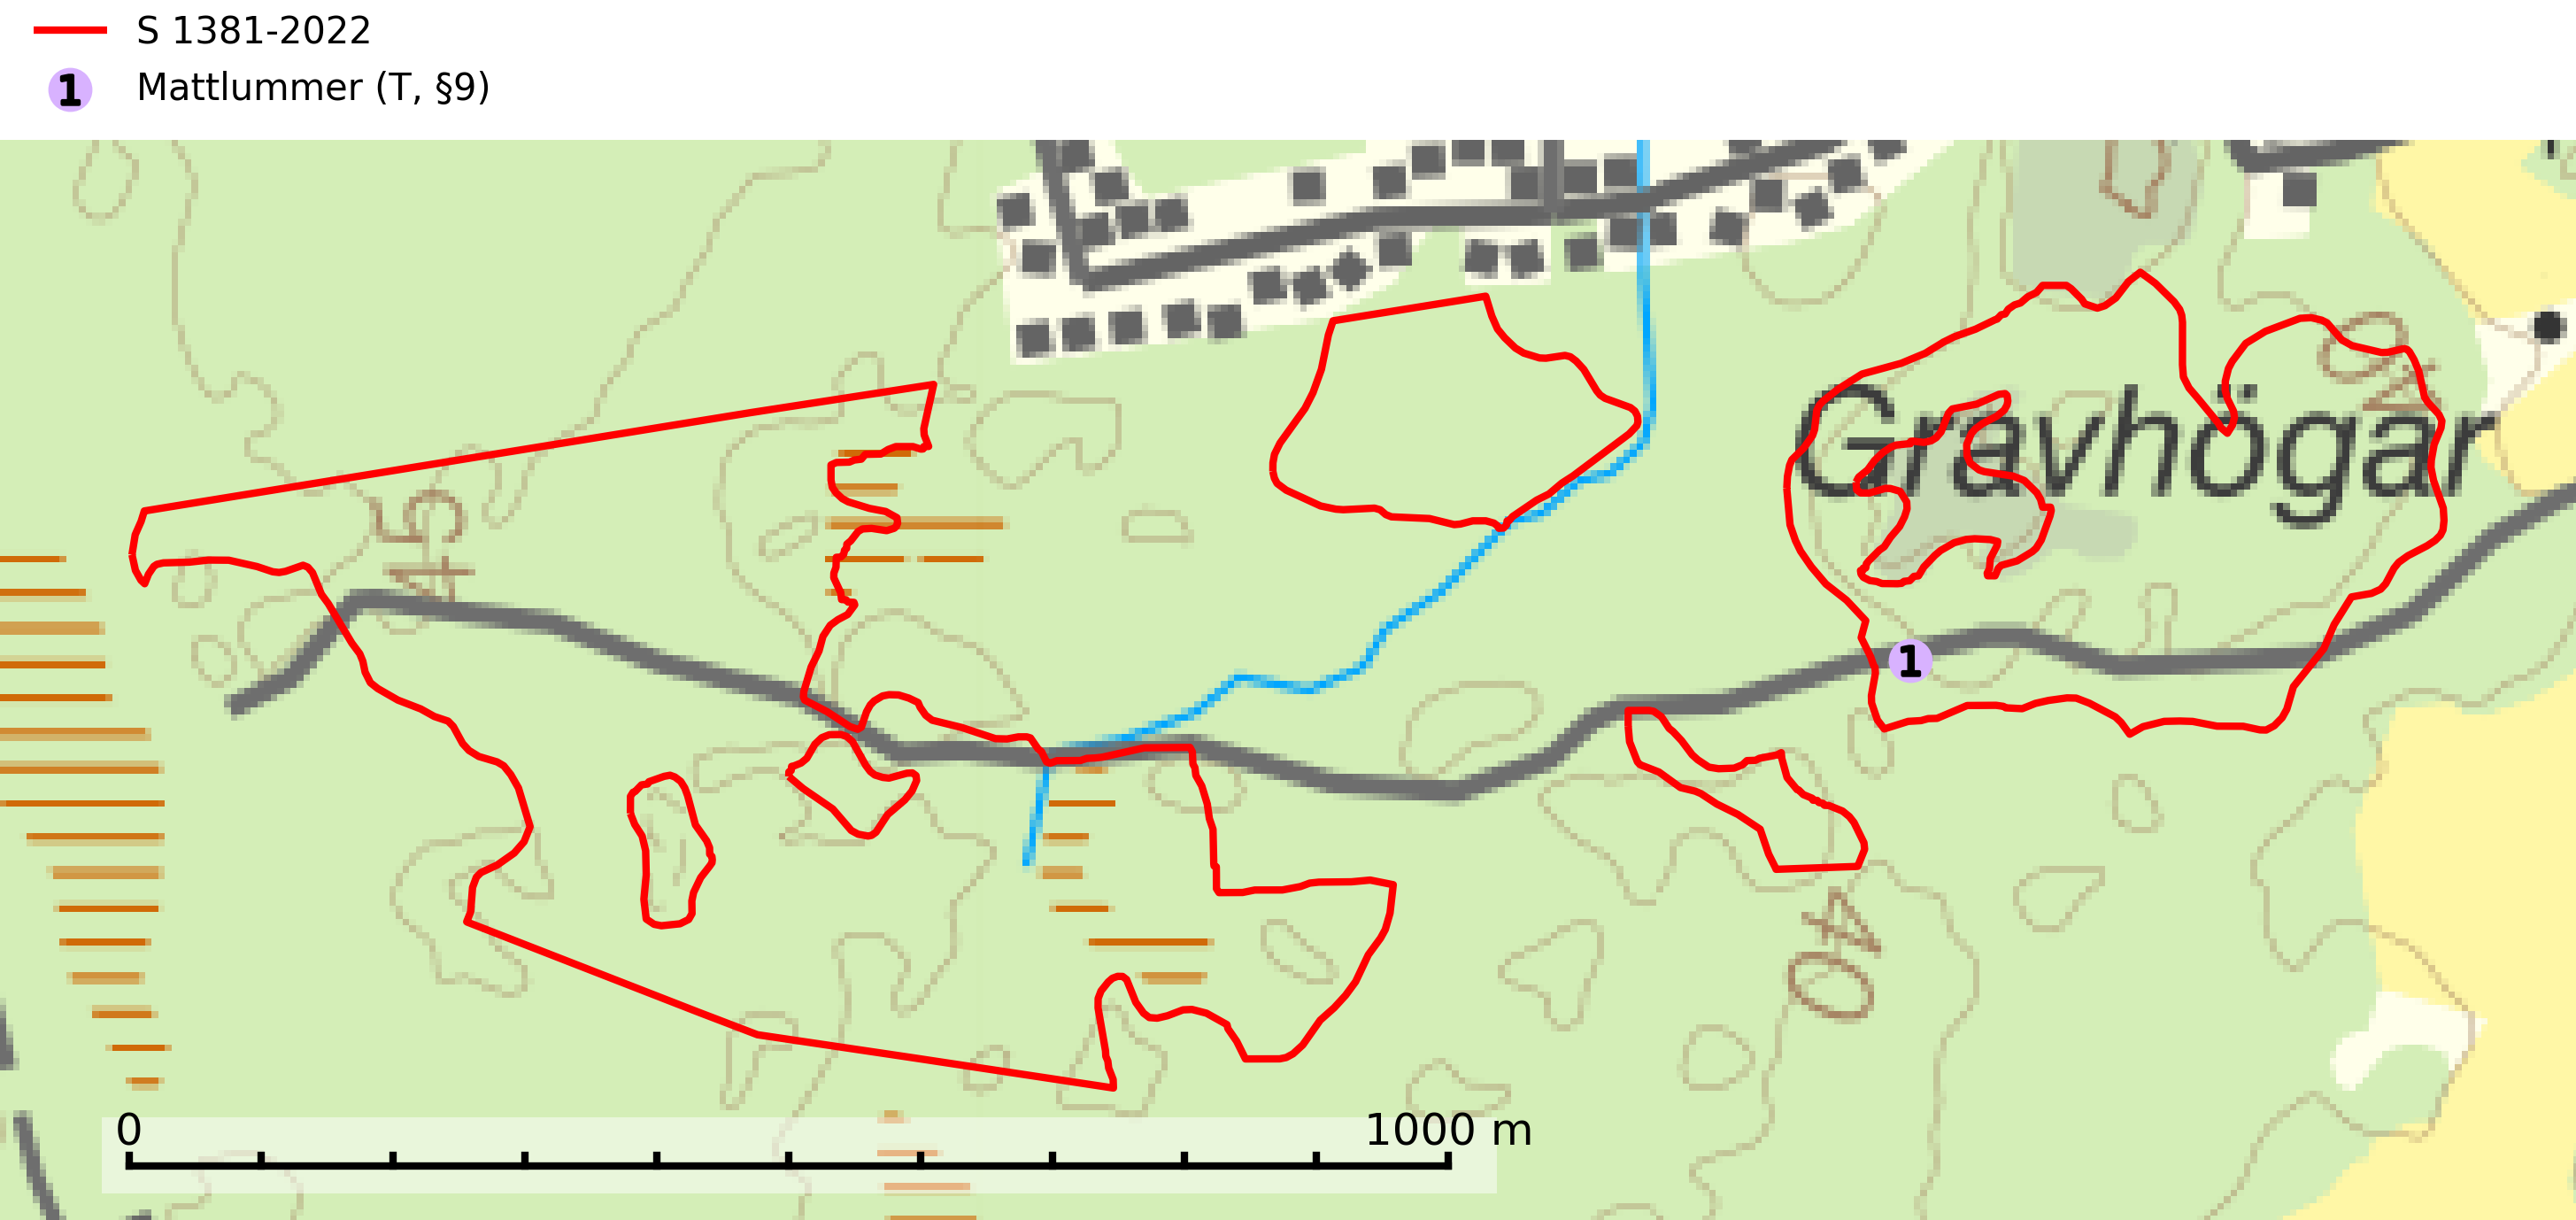 S 1381-2022
1 Mattlummer (T, §9)
Gravhögar
45
1
40
0 1000 m